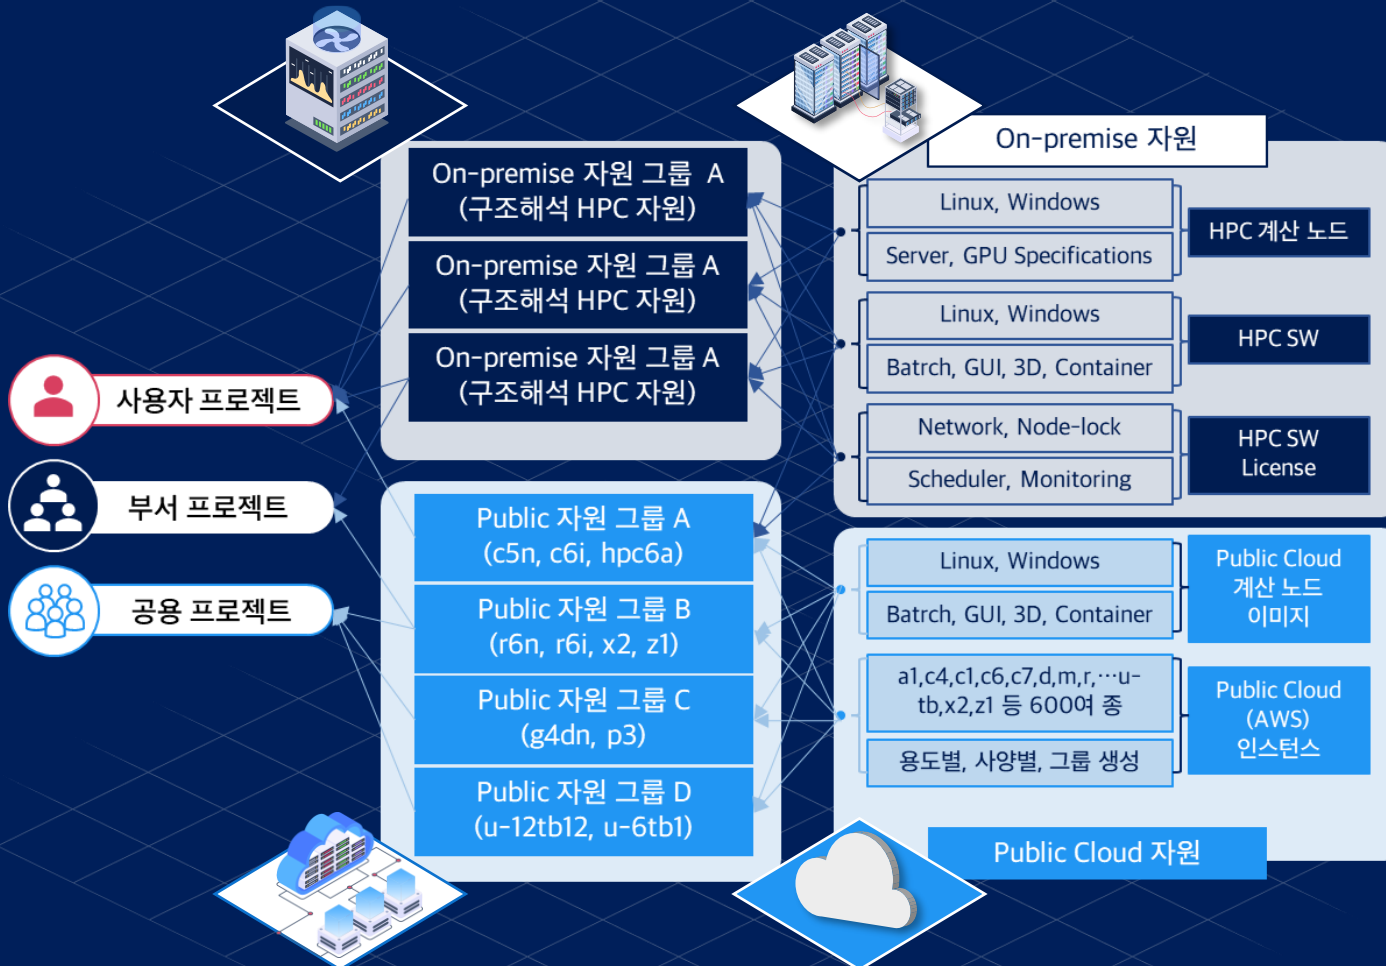 On-premise 자원
On-premise 자원 그룹 A
(구조해석 HPC 자원)
On-premise 자원 그룹 A
(구조해석 HPC 자원)
On-premise 자원 그룹 A
(구조해석 HPC 자원)
Linux, Windows
Server, GPU Specifications
HPC 계산 노드
Linux, Windows
Batrch, GUI, 3D, Container
HPC SW
Network, Node-lock
Scheduler, Monitoring
HPC SW
License
사용자 프로젝트
부서 프로젝트
공용 프로젝트
Public 자원 그룹 A
(c5n, c6i, hpc6a)
Public 자원 그룹 B
(r6n, r6i, x2, z1)
Public 자원 그룹 C
(g4dn, p3)
Public 자원 그룹 D
(u-12tb12, u-6tb1)
Linux, Windows
Batrch, GUI, 3D, Container
Public Cloud
계산 노드
이미지
a1,c4,c1,c6,c7,d,m,r,…u-
tb,x2,z1 등 600여 종
용도별, 사양별, 그룹 생성
Public Cloud
(AWS)
인스턴스
Public Cloud 자원